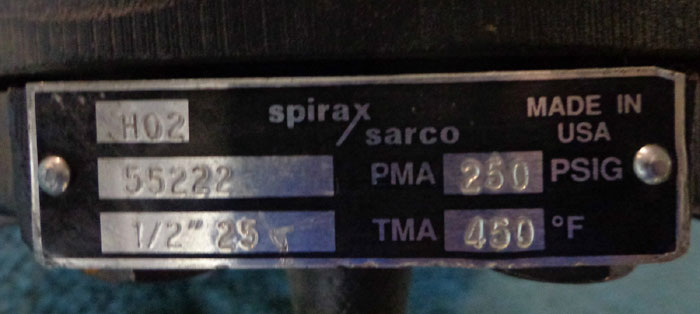 H02
spirax
sarco
MADE IN
USA
55222
PMA 250 PSIG
1/2" 25
TMA 450 °F